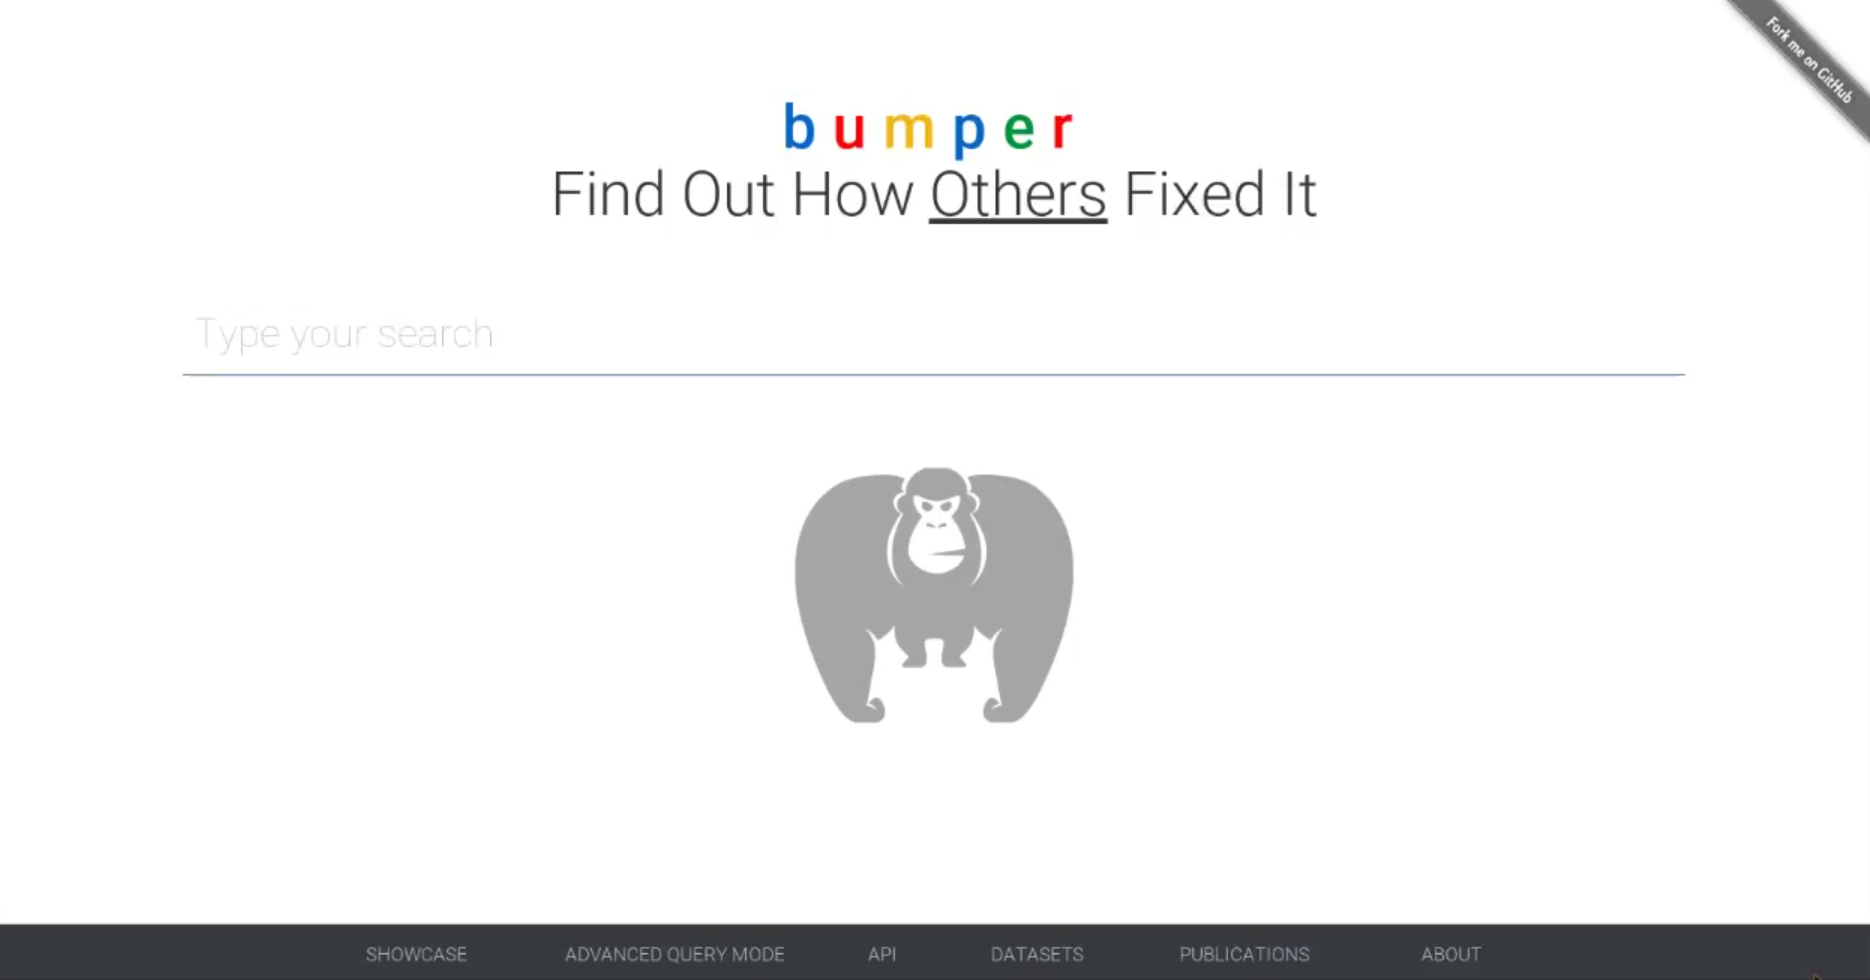 Fork me on GitHub
bumper
Find Out How Others Fixed It
Type your search
SHOWCASE ADVANCED QUERY MODE API DATASETS PUBLICATIONS ABOUT